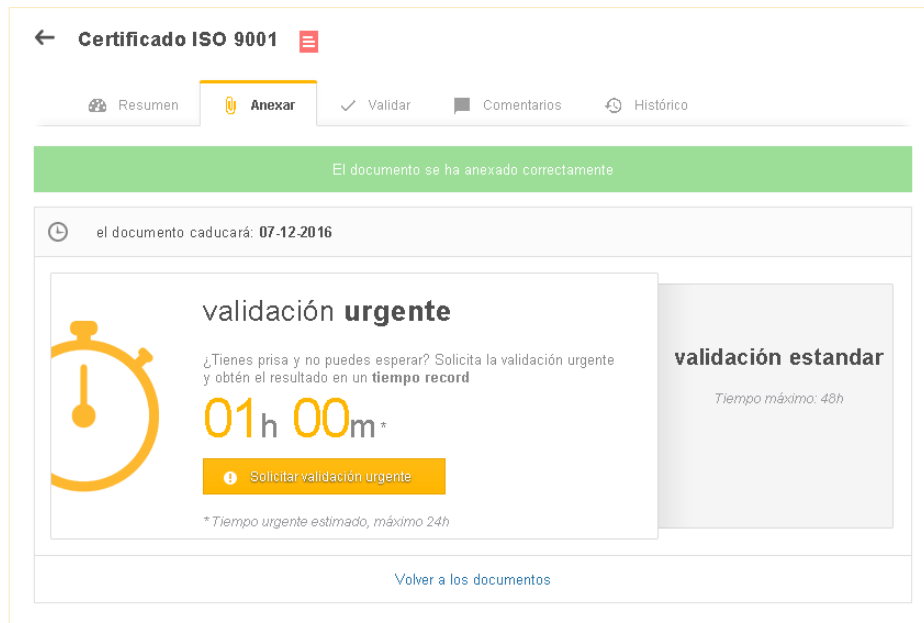 Certificado ISO 9001
Resumen Anexar Validar Comentarios Histórico
El documento se ha anexado correctamente
el documento caducará: 07-12-2016
validación urgente
¿Tienes prisa y no puedes esperar? Solicita la validación urgente
y obtén el resultado en un tiempo record
01h 00m*
Solicitar validación urgente
* Tiempo urgente estimado, máximo 24h
validación estandar
Tiempo máximo: 48h
Volver a los documentos